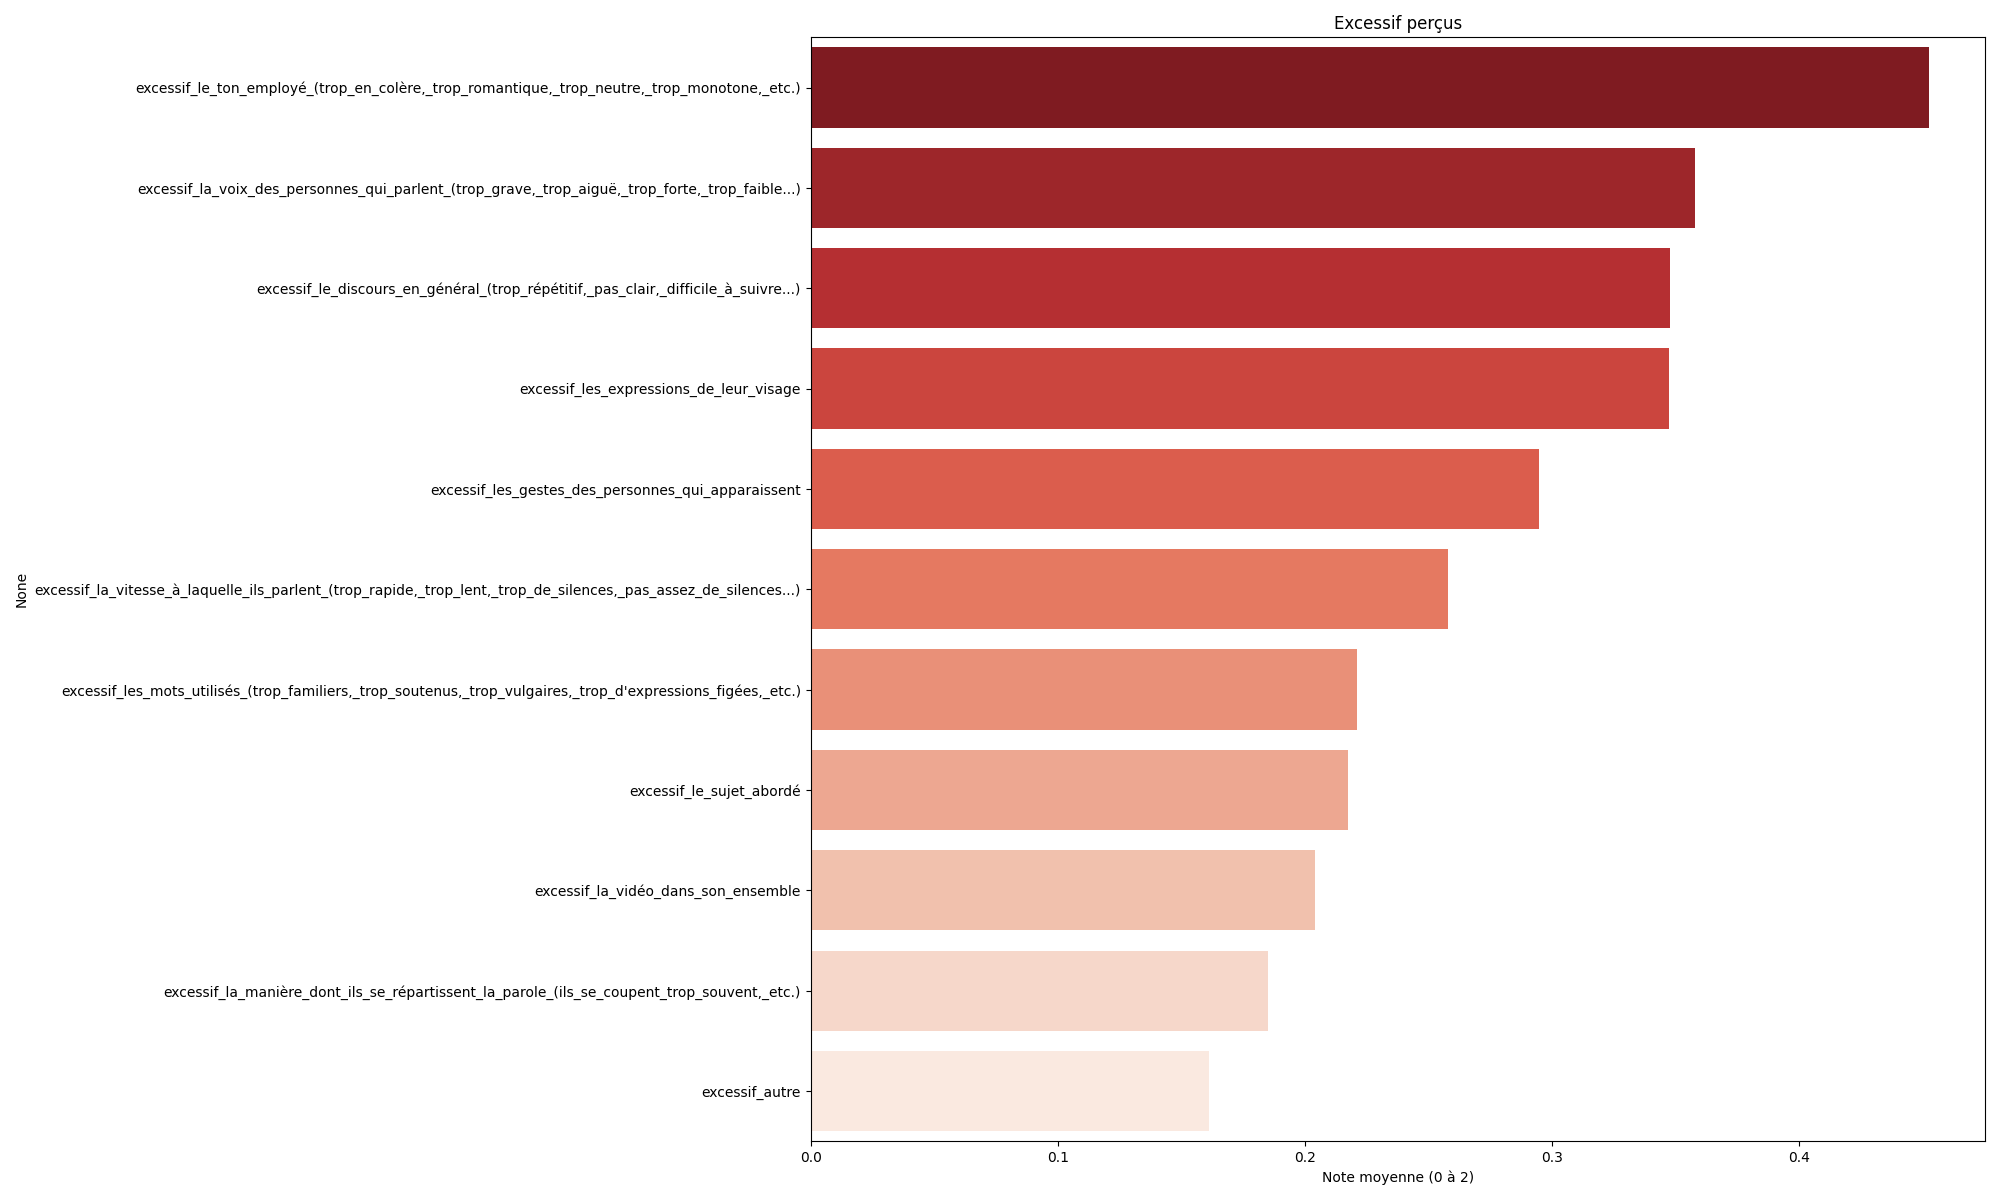 Excessif perçus
excessif_le_ton_employé_(trop_en_colère,_trop_romantique,_trop_neutre,_trop_monotone,_etc.)
excessif_la_voix_des_personnes_qui_parlent_(trop_grave,_trop_aiguë,_trop_forte,_trop_faible...)
excessif_le_discours_en_général_(trop_répétitif,_pas_clair,_difficile_à_suivre...)
excessif_les_expressions_de_leur_visage
excessif_les_gestes_des_personnes_qui_apparaissent
excessif_la_vitesse_à_laquelle_ils_parlent_(trop_rapide,_trop_lent,_trop_de_silences,_pas_assez_de_silences...)
excessif_les_mots_utilisés_(trop_familiers,_trop_soutenus,_trop_vulgaires,_trop_d'expressions_figées,_etc.)
excessif_le_sujet_abordé
excessif_la_vidéo_dans_son_ensemble
excessif_la_manière_dont_ils_se_répartissent_la_parole_(ils_se_coupent_trop_souvent,_etc.)
excessif_autre
None
0.0 0.1 0.2 0.3 0.4
Note moyenne (0 à 2)